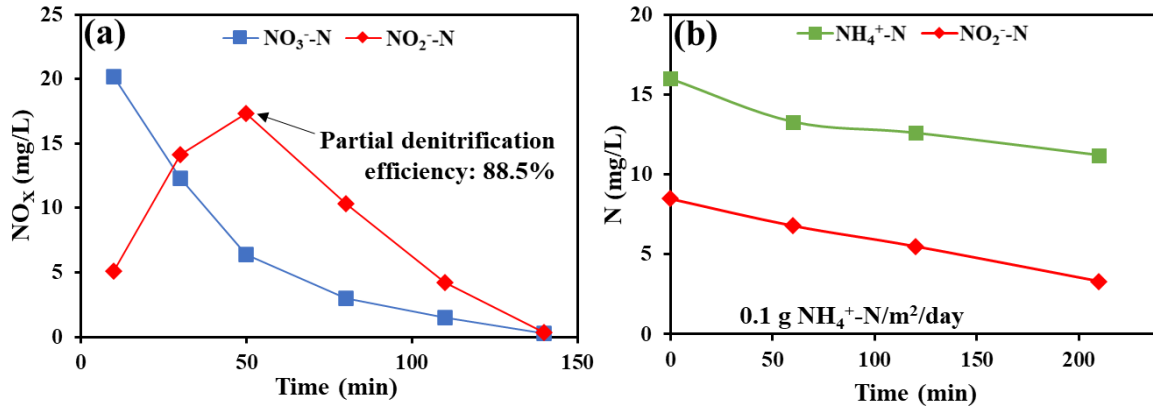 (a)
NO₃⁻-N NO₂⁻-N
Partial denitrification
efficiency: 88.5%
NOₓ (mg/L)
25
20
15
10
5
0
0 50 100 150
Time (min)
(b)
NH₄⁺-N NO₂⁻-N
N (mg/L)
20
15
10
5
0
0.1 g NH₄⁺-N/m²/day
0 50 100 150 200
Time (min)